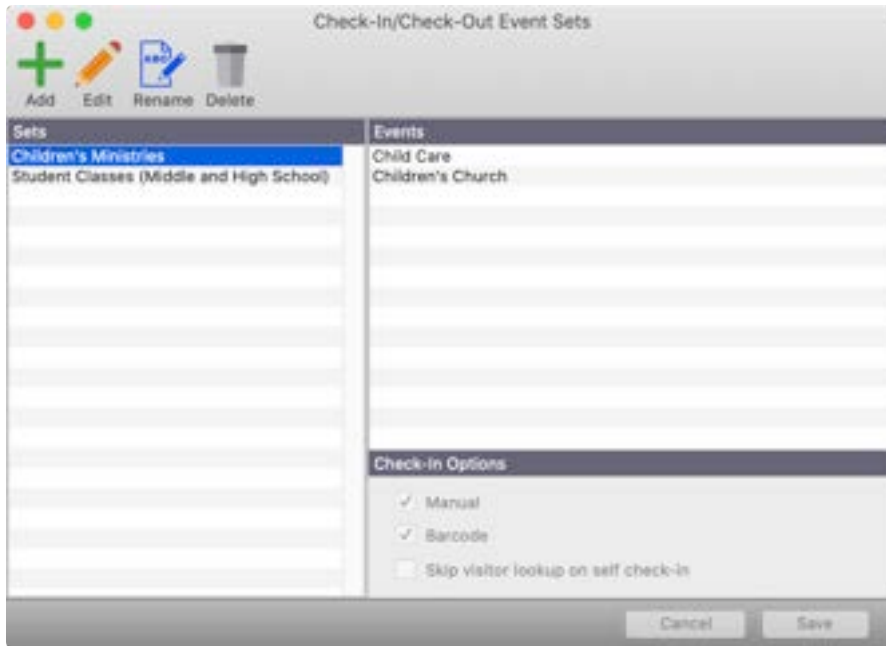 Check-In/Check-Out Event Sets
Add Edit Rename Delete
Sets
Children's Ministries
Student Classes (Middle and High School)
Events
Child Care
Children's Church
Check-In Options
Manual
Barcode
Skip visitor lookup on self check-in
Cancel Save